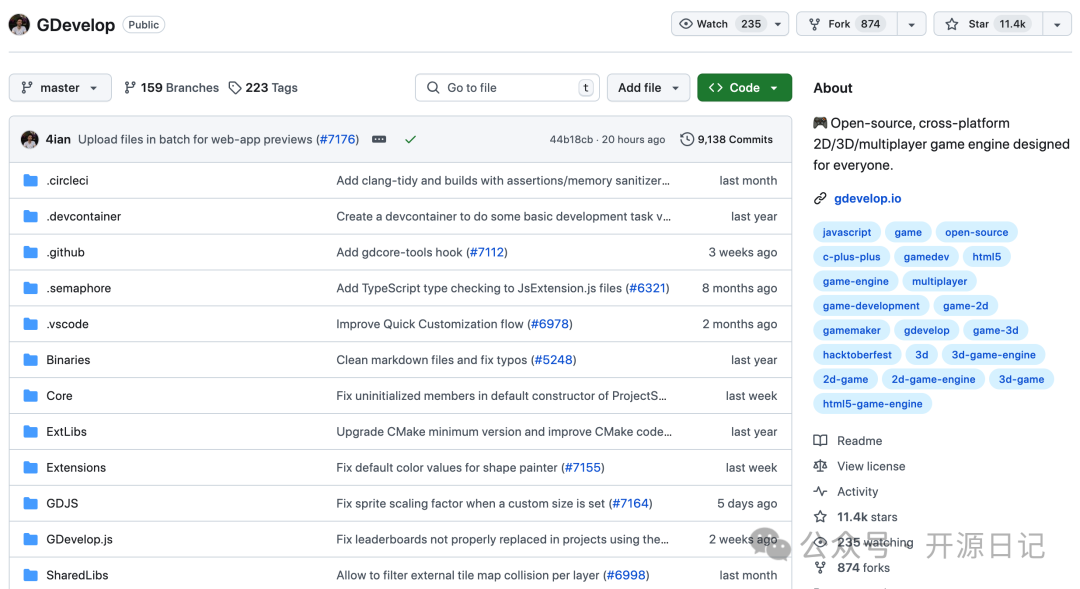 GDevelop Public Watch 235 Fork 874 Star 11.4k
master 159 Branches 223 Tags Go to file t Add file Code
4ian Upload files in batch for web-app previews (#7176) 44b18cb · 20 hours ago 9,138 Commits
.circleci Add clang-tidy and builds with assertions/memory sanitizer... last month
.devcontainer Create a devcontainer to do some basic development task v... last year
.github Add gdcore-tools hook (#7112) 3 weeks ago
.semaphore Add TypeScript type checking to JsExtension.js files (#6321) 8 months ago
.vscode Improve Quick Customization flow (#6978) 2 months ago
Binaries Clean markdown files and fix typos (#5248) last year
Core Fix uninitialized members in default constructor of ProjectS... last week
ExtLibs Upgrade CMake minimum version and improve CMake code... last year
Extensions Fix default color values for shape painter (#7155) last week
GDJS Fix sprite scaling factor when a custom size is set (#7164) 5 days ago
GDevelop.js Fix leaderboards not properly replaced in projects using the... 2 weeks ago
SharedLibs Allow to filter external tile map collision per layer (#6998) last month
About
Open-source, cross-platform
2D/3D/multiplayer game engine designed
for everyone.
gdevelop.io
javascript game open-source
c-plus-plus gamedev html5
game-engine multiplayer
game-development game-2d
gamemaker gdevelop game-3d
hacktoberfest 3d 3d-game-engine
2d-game 2d-game-engine 3d-game
html5-game-engine
Readme
View license
Activity
11.4k stars
235 watching
874 forks
公众号 · 开源日记